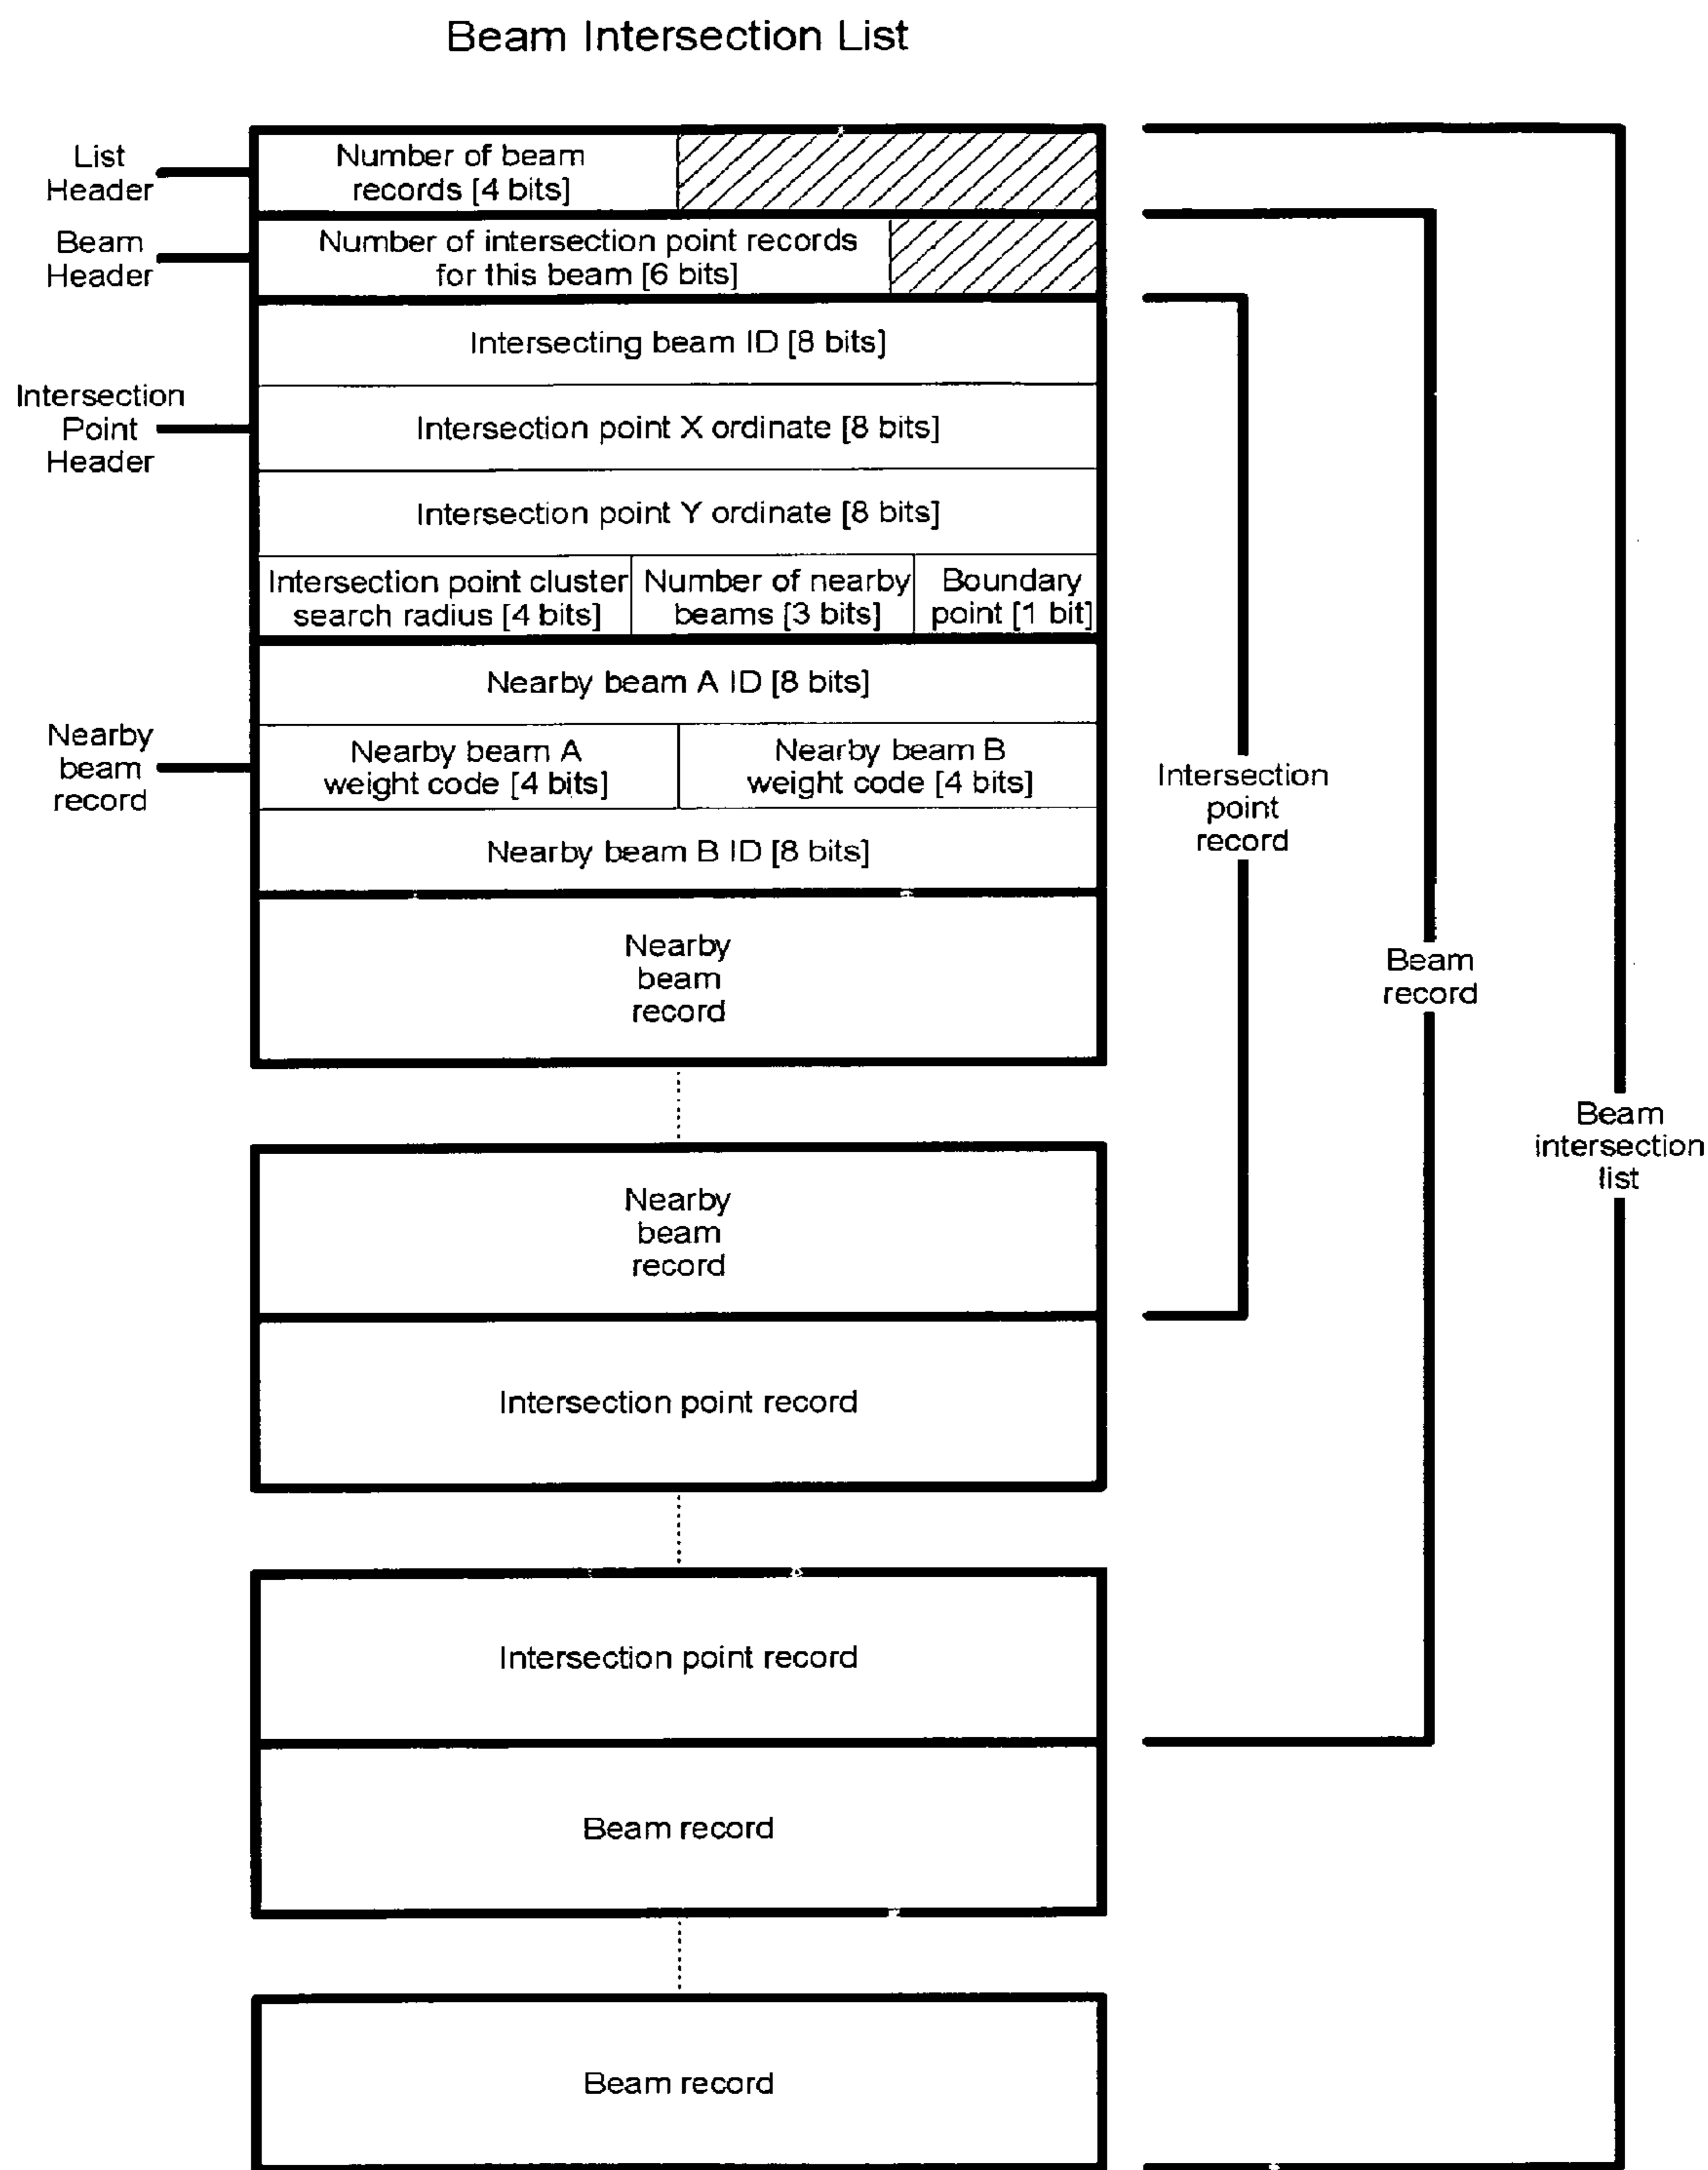 Beam Intersection List
List
Header
Number of beam
records [4 bits]
Beam
Header
Number of intersection point records
for this beam [6 bits]
Intersecting beam ID [8 bits]
Intersection
Point
Header
Intersection point X ordinate [8 bits]
Intersection point Y ordinate [8 bits]
Intersection point cluster
search radius [4 bits]
Number of nearby
beams [3 bits]
Boundary
point [1 bit]
Nearby beam A ID [8 bits]
Nearby
beam
record
Nearby beam A
weight code [4 bits]
Nearby beam B
weight code [4 bits]
Nearby beam B ID [8 bits]
Intersection
point
record
Nearby
beam
record
Beam
record
Beam
intersection
list
Nearby
beam
record
Intersection point record
Intersection point record
Beam record
Beam record